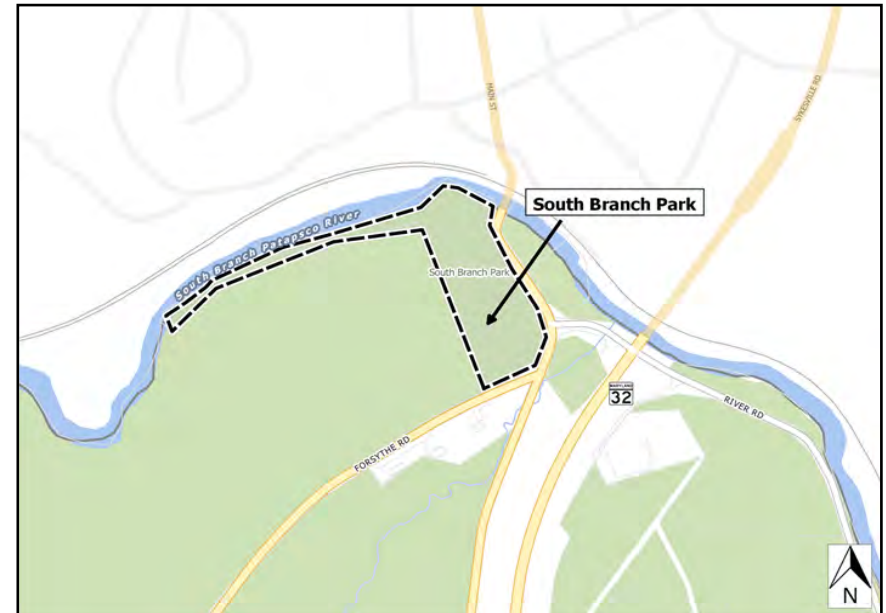 MAIN ST
SYKESVILLE RD
South Branch Park
South Branch Patapsco River
South Branch Park
MARYLAND
32
RIVER RD
FORSYTHE RD
N